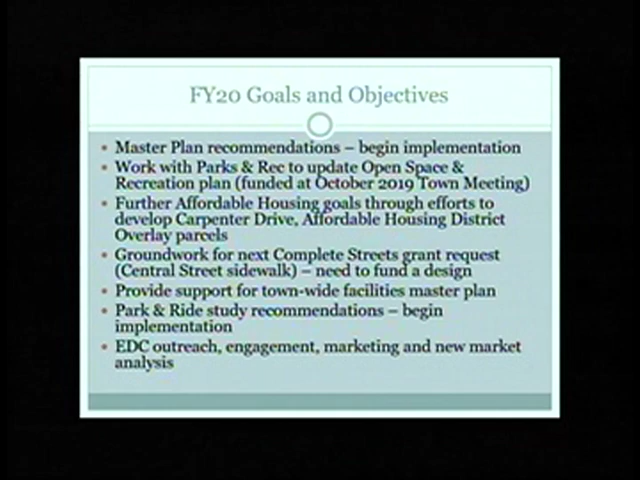 FY20 Goals and Objectives
• Master Plan recommendations – begin implementation
• Work with Parks & Rec to update Open Space &
Recreation plan (funded at October 2019 Town Meeting)
• Further Affordable Housing goals through efforts to
develop Carpenter Drive, Affordable Housing District
Overlay parcels
• Groundwork for next Complete Streets grant request
(Central Street sidewalk) – need to fund a design
• Provide support for town-wide facilities master plan
• Park & Ride study recommendations – begin
implementation
• EDC outreach, engagement, marketing and new market
analysis